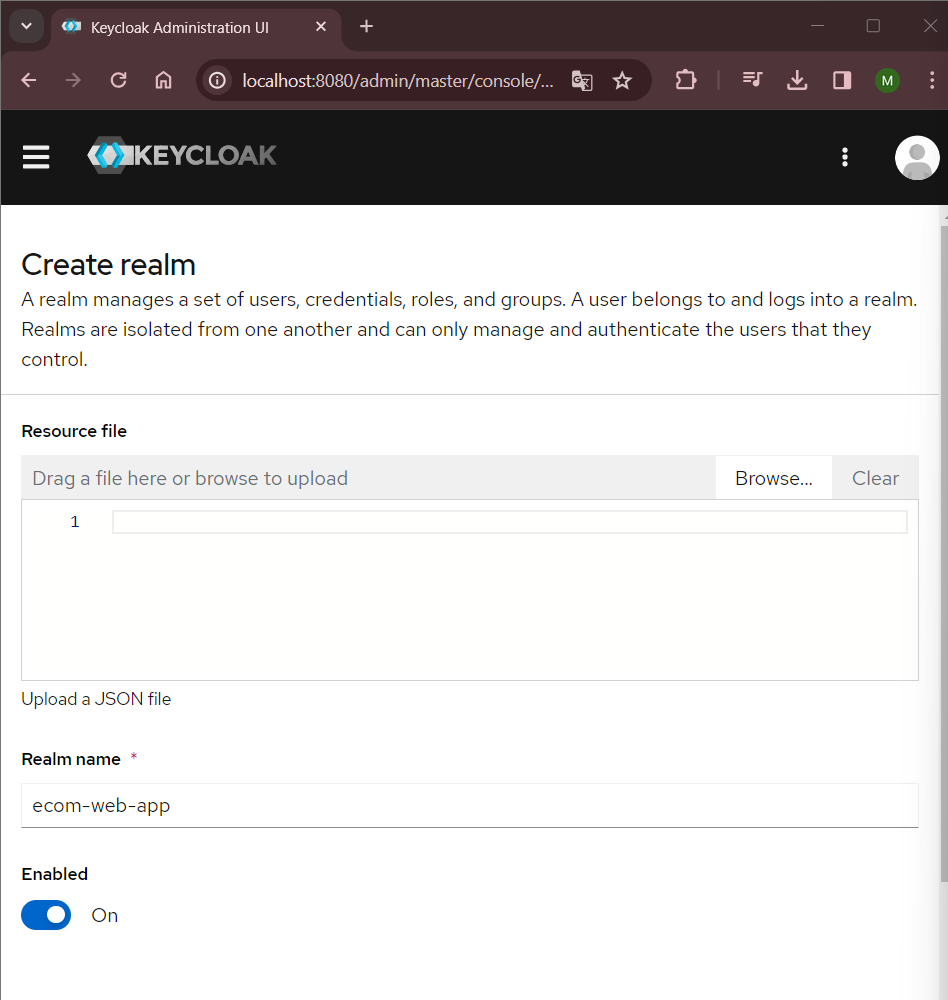 Keycloak Administration UI
localhost:8080/admin/master/console/...
M
KEYCLOAK
Create realm
A realm manages a set of users, credentials, roles, and groups. A user belongs to and logs into a realm.
Realms are isolated from one another and can only manage and authenticate the users that they
control.
Resource file
Drag a file here or browse to upload
Browse...
Clear
1
Upload a JSON file
Realm name *
ecom-web-app
Enabled
On